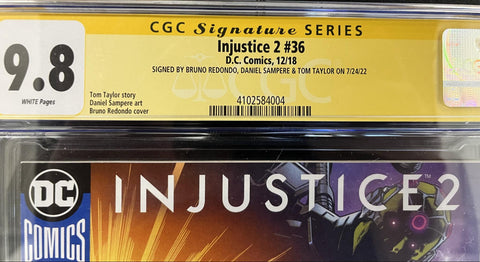 CGC Signature SERIES
Injustice 2 #36
D.C. Comics, 12/18
SIGNED BY BRUNO REDONDO, DANIEL SAMPERE & TOM TAYLOR ON 7/24/22
9.8
WHITE Pages
Tom Taylor story
Daniel Sampere art
Bruno Redondo cover
CGC
4102584004
DC
COMICS
INJUSTICE 2